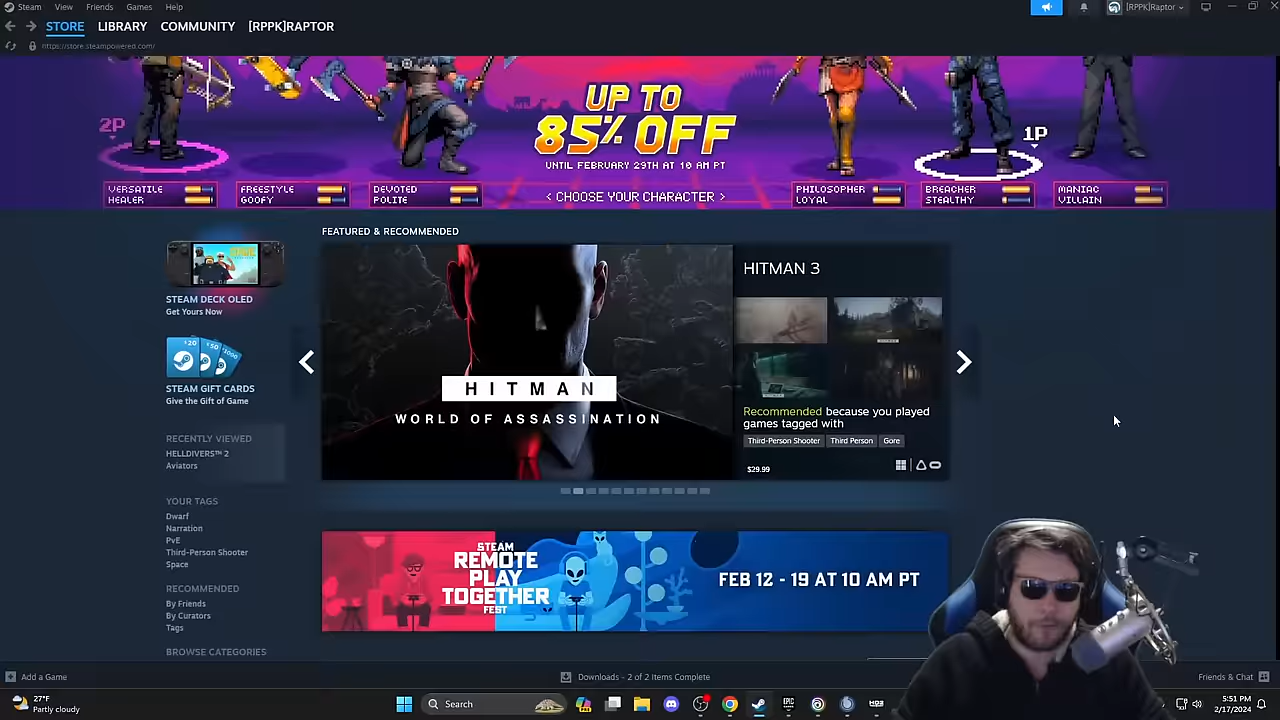 Steam View Friends Games Help
[RPPK]Raptor
STORE LIBRARY COMMUNITY [RPPK]RAPTOR
https://store.steampowered.com/
UP TO
85% OFF
UNTIL FEBRUARY 29TH AT 10 AM PT
2P
1P
VERSATILE
HEALER
FREESTYLE
GOOFY
DEVOTED
POLITE
< CHOOSE YOUR CHARACTER >
PHILOSOPHER
LOYAL
BREACHER
STEALTHY
MANIAC
VILLAIN
FEATURED & RECOMMENDED
STEAM DECK OLED
Get Yours Now
$20 $50 $100
STEAM GIFT CARDS
Give the Gift of Game
RECENTLY VIEWED
HELLDIVERS™ 2
Aviators
YOUR TAGS
Dwarf
Narration
PvE
Third-Person Shooter
Space
RECOMMENDED
By Friends
By Curators
Tags
BROWSE CATEGORIES
HITMAN
WORLD OF ASSASSINATION
HITMAN 3
Recommended because you played
games tagged with
Third-Person Shooter Third Person Gore
$29.99
STEAM
REMOTE
PLAY
TOGETHER
FEST
FEB 12 - 19 AT 10 AM PT
Add a Game
Downloads - 2 of 2 Items Complete
Friends & Chat
27°F
Partly cloudy
Search
EPIC
5:51 PM
2/17/2024